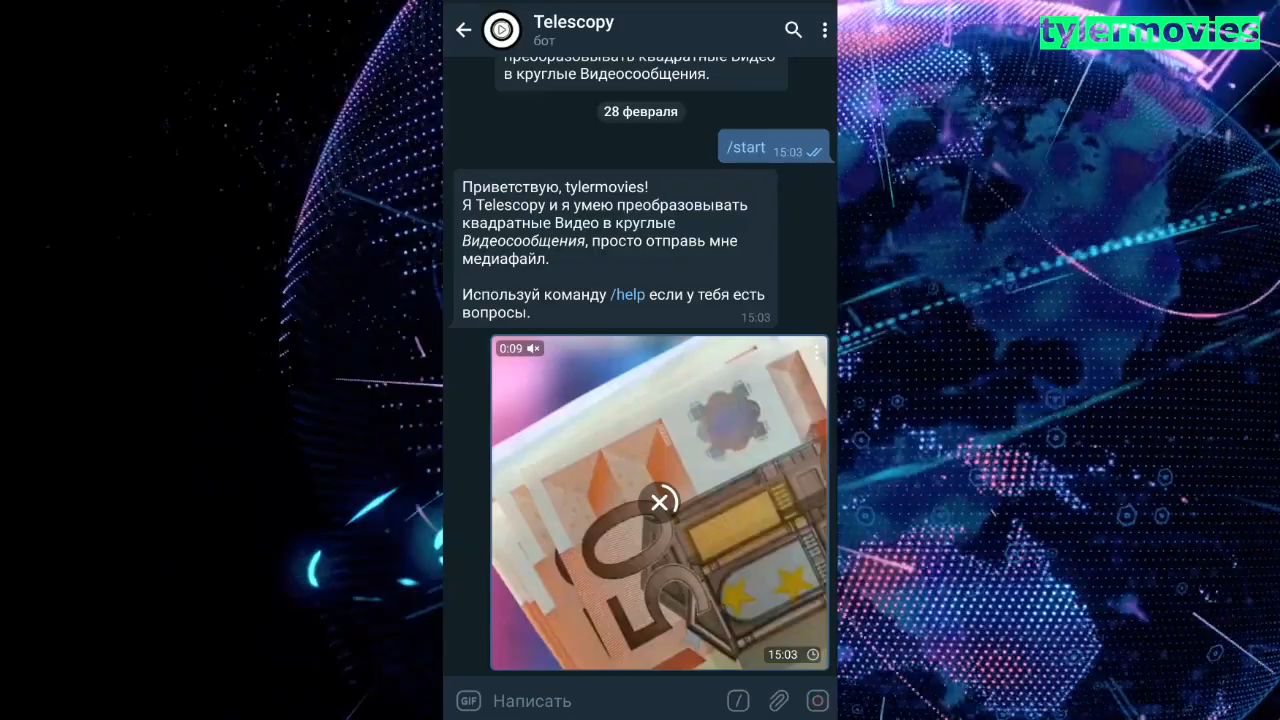 tylermovies
Telescopy
бот
преобразовывать квадратные Видео
в круглые Видеосообщения.
28 февраля
/start 15:03
Приветствую, tylermovies!
Я Telescopy и я умею преобразовывать
квадратные Видео в круглые
Видеосообщения, просто отправь мне
медиафайл.
Используй команду /help если у тебя есть
вопросы.
15:03
0:09
50
15:03
GIF Написать /